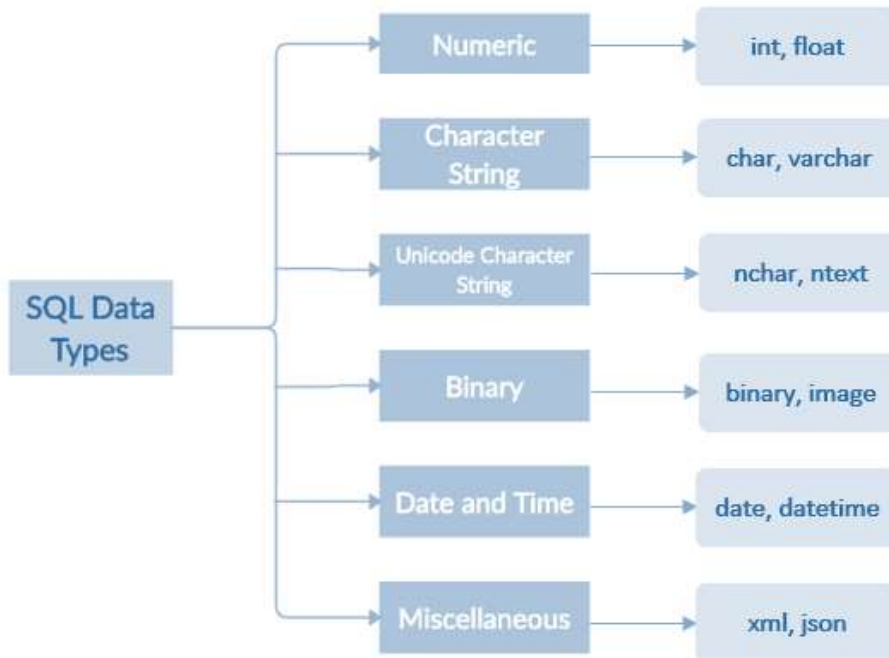 Numeric
int, float
Character
String
char, varchar
Unicode Character
String
nchar, ntext
SQL Data
Types
Binary
binary, image
Date and Time
date, datetime
Miscellaneous
xml, json